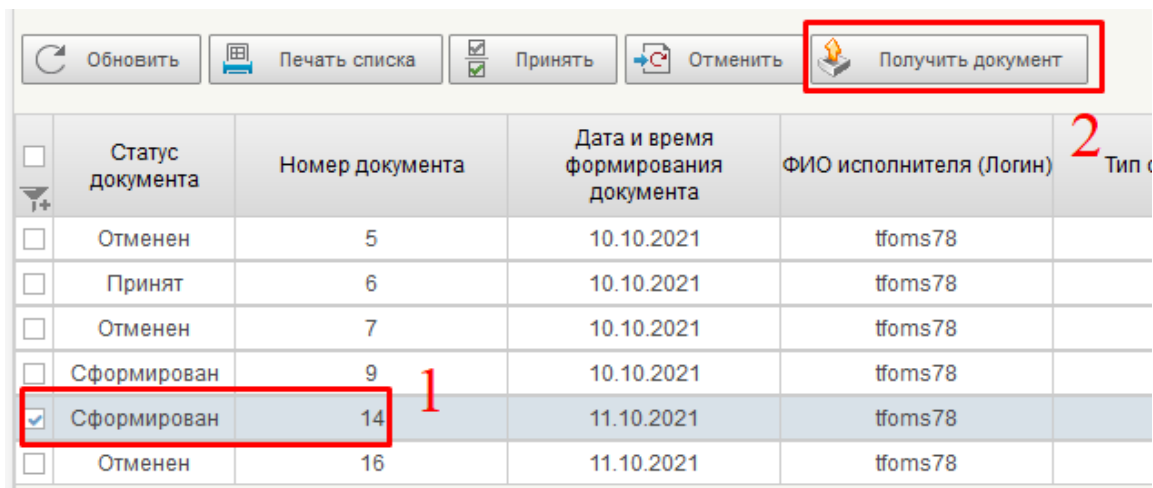 Обновить Печать списка Принять Отменить Получить документ
2
Статус документа Номер документа Дата и время формирования документа ФИО исполнителя (Логин) Тип
Отменен 5 10.10.2021 tfoms78
Принят 6 10.10.2021 tfoms78
Отменен 7 10.10.2021 tfoms78
Сформирован 9 10.10.2021 tfoms78
1
Сформирован 14 11.10.2021 tfoms78
Отменен 16 11.10.2021 tfoms78